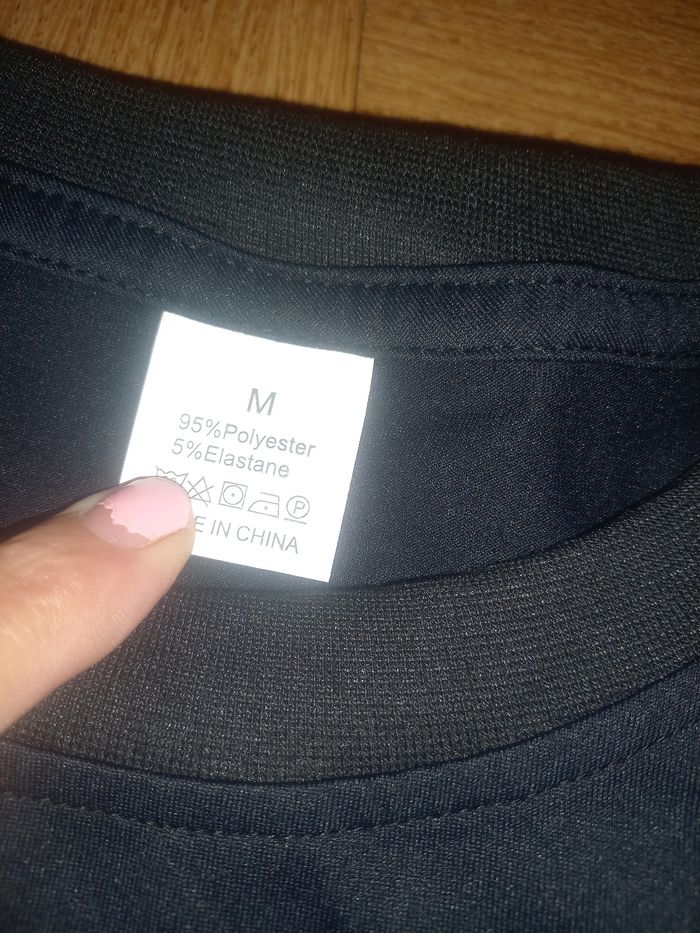 M
95%Polyester
5%Elastane
P
E IN CHINA